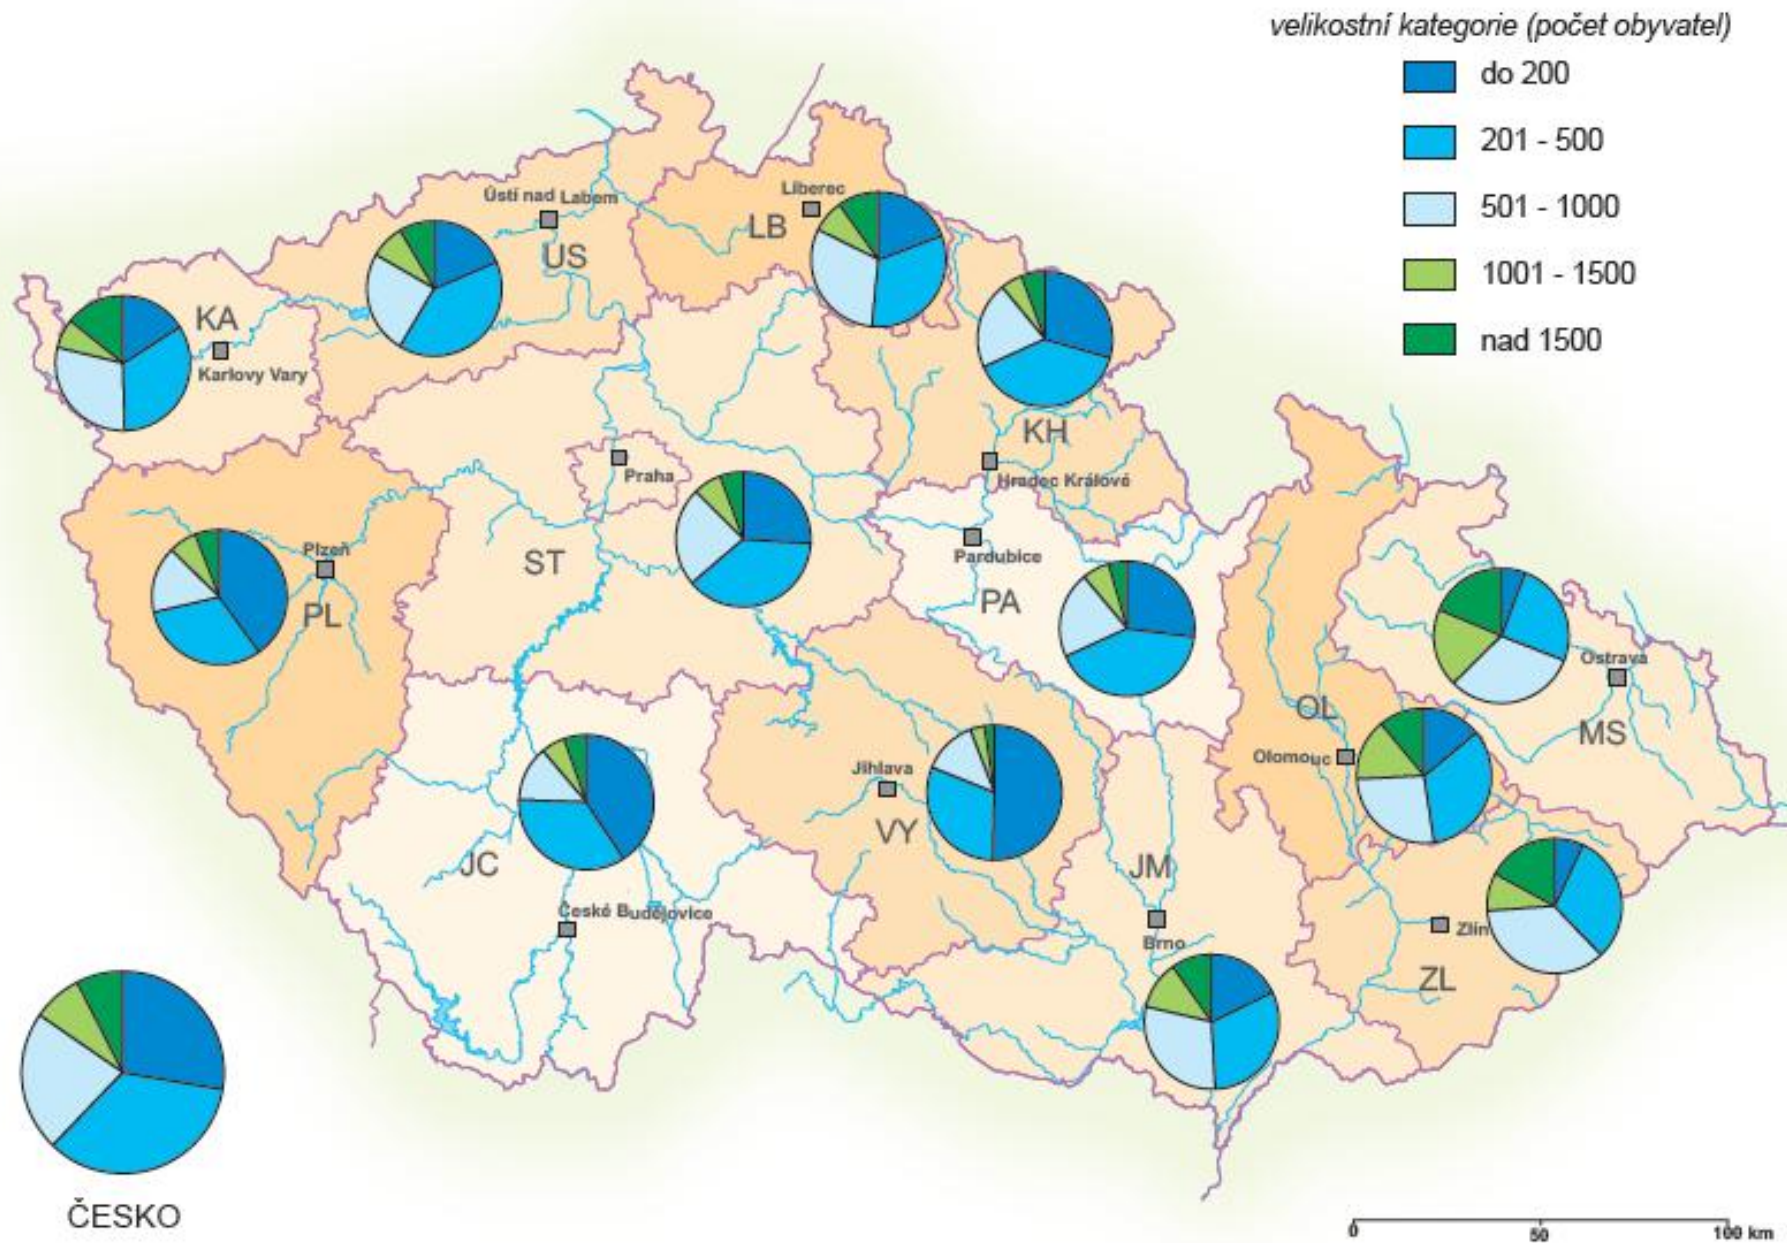 velikostní kategorie (počet obyvatel)
do 200
201 - 500
501 - 1000
1001 - 1500
nad 1500
Ústí nad Labem
ÚS
Liberec
LB
KA
Karlovy Vary
KH
Hradec Králové
Praha
ST
Plzeň
PL
Pardubice
PA
Ostrava
MS
OL
Olomouc
Jihlava
VY
JC
České Budějovice
JM
Brno
Zlín
ZL
ČESKO
0 50 100 km